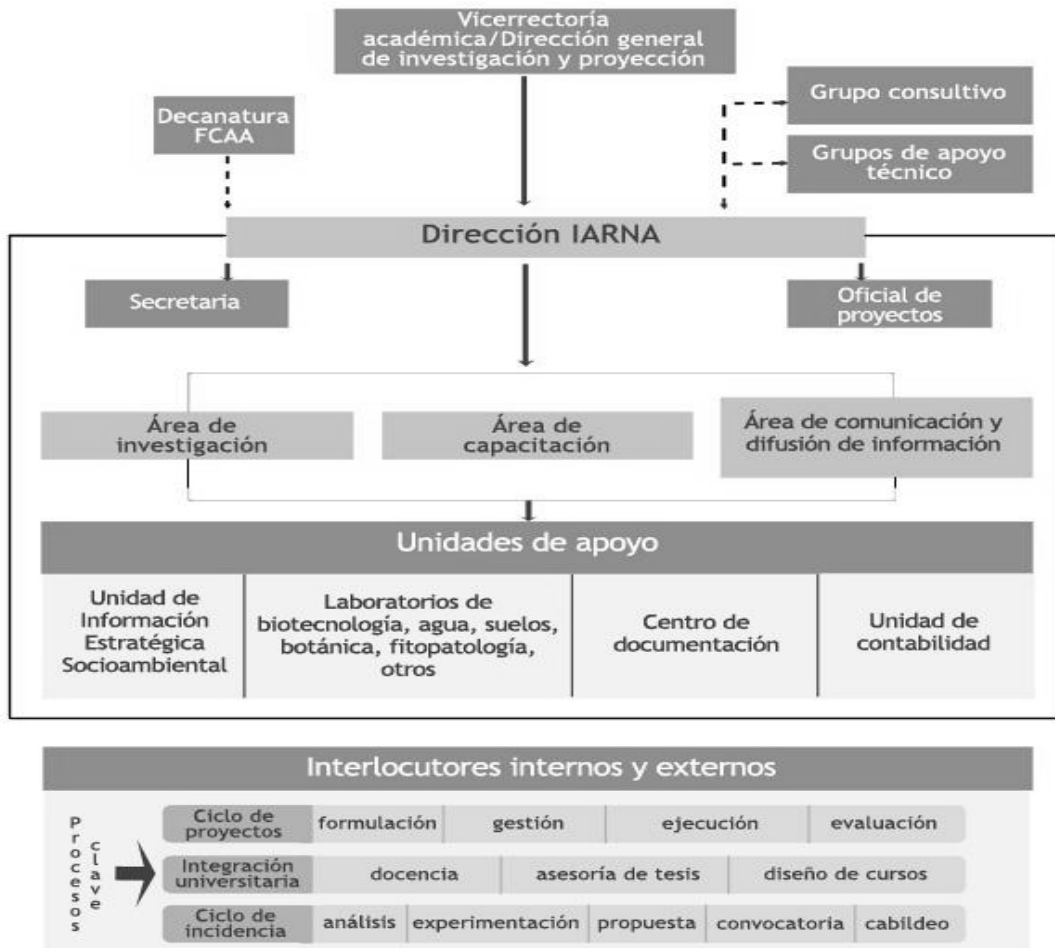 Vicerrectoría
académica/Dirección general
de investigación y proyección
Decanatura
FCAA
Grupo consultivo
Grupos de apoyo
técnico
Dirección IARNA
Secretaria
Oficial de
proyectos
Área de
investigación
Área de
capacitación
Área de comunicación y
difusión de información
Unidades de apoyo
Unidad de
Información
Estratégica
Socioambiental
Laboratorios de
biotecnología, agua, suelos,
botánica, fitopatología,
otros
Centro de
documentación
Unidad de
contabilidad
Interlocutores internos y externos
Procesos
clave
Ciclo de
proyectos
formulación
gestión
ejecución
evaluación
Integración
universitaria
docencia
asesoría de tesis
diseño de cursos
Ciclo de
incidencia
análisis
experimentación
propuesta
convocatoria
cabildeo